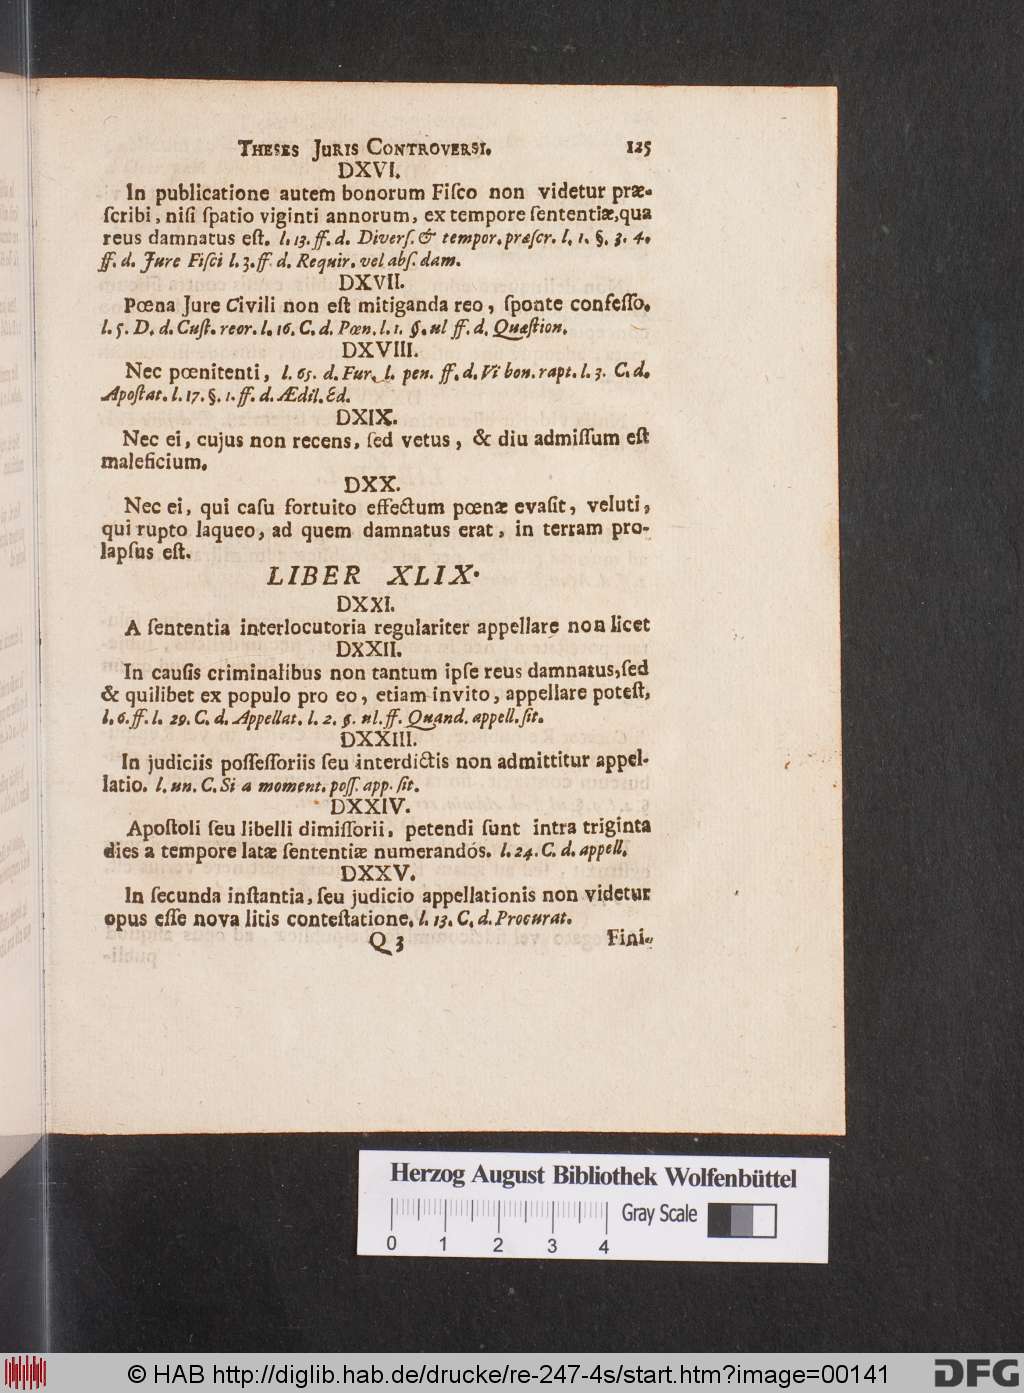 THESES JURIS CONTROVERSI. 125
DXVI.
In publicatione autem bonorum Fiſco non videtur præ-
ſcribi, niſi ſpatio viginti annorum, ex tempore ſententiæ, qua
reus damnatus eſt. l. 13. ff. d. Diverſ. & tempor. præſcr. l. 1. §. 3. 4.
ff. d. Jure Fiſci l. 3. ff d. Requir. vel abſ. dam.
DXVII.
Pœna Jure Civili non eſt mitiganda reo, ſponte confeſſo.
l. 5. D. d. Cuſt. reor. l. 16. C. d. Pœn. l. 1. §. ul ff. d. Quæſtion.
DXVIII.
Nec pœnitenti, l. 65. d. Fur. l. pen. ff. d. Vi bon. rapt. l. 3. C. d.
Apoſtat. l. 17. §. 1. ff. d. Ædil. Ed.
DXIX.
Nec ei, cujus non recens, ſed vetus, & diu admiſſum eſt
maleficium.
DXX.
Nec ei, qui caſu fortuito effectum pœnæ evaſit, veluti,
qui rupto laqueo, ad quem damnatus erat, in terram pro-
lapſus eſt.
LIBER XLIX.
DXXI.
A ſententia interlocutoria regulariter appellare non licet
DXXII.
In cauſis criminalibus non tantum ipſe reus damnatus, ſed
& quilibet ex populo pro eo, etiam invito, appellare poteſt,
l. 6. ff. l. 29. C. d. Appellat. l. 2. §. ul. ff. Quand. appell. ſit.
DXXIII.
In judiciis poſſeſſoriis ſeu interdictis non admittitur appel-
latio. l. un. C. Si a moment. poſſ. app. ſit.
DXXIV.
Apoſtoli ſeu libelli dimiſſorii, petendi ſunt intra triginta
dies a tempore latæ ſententiæ numerandos. l. 24. C. d. appell.
DXXV.
In ſecunda inſtantia, ſeu judicio appellationis non videtur
opus eſſe nova litis conteſtatione. l. 13. C. d. Procurat.
Q 3 Fini-
Herzog August Bibliothek Wolfenbüttel
Gray Scale
0 1 2 3 4
© HAB http://diglib.hab.de/drucke/re-247-4s/start.htm?image=00141 DFG